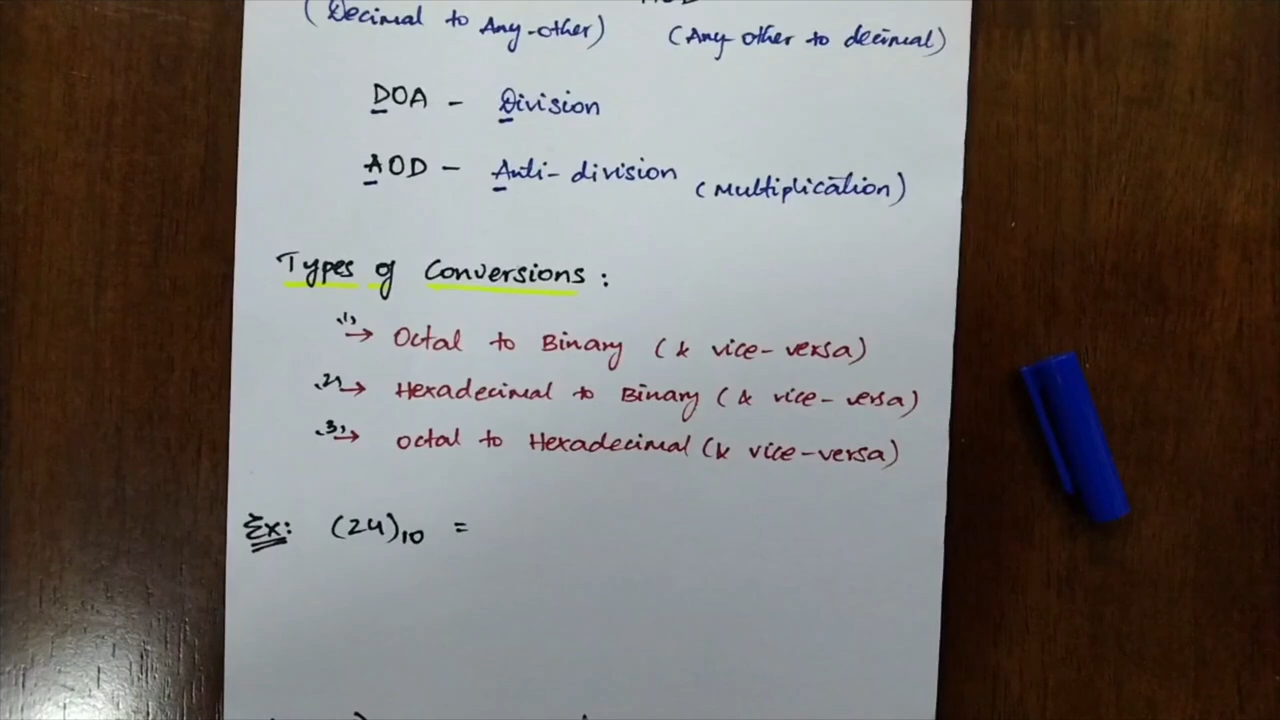 (Decimal to Any-other) (Any other to decimal)
DOA - Division
AOD - Anti-division (Multiplication)
Types of Conversions:
1) → Octal to Binary (& vice-versa)
2) → Hexadecimal to Binary (& vice-versa)
3) → octal to Hexadecimal (& vice-versa)
Ex: (24)10 =